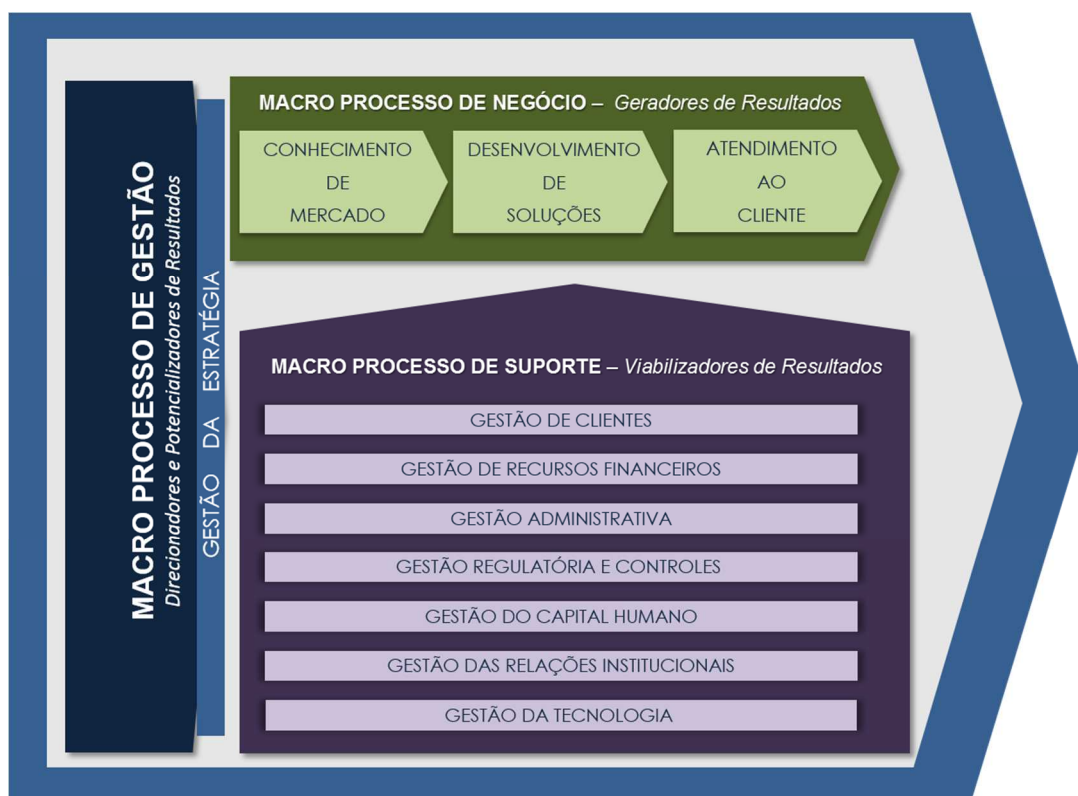 MACRO PROCESSO DE GESTÃO
Direcionadores e Potencializadores de Resultados
GESTÃO DA ESTRATÉGIA
MACRO PROCESSO DE NEGÓCIO – Geradores de Resultados
CONHECIMENTO
DE
MERCADO
DESENVOLVIMENTO
DE
SOLUÇÕES
ATENDIMENTO
AO
CLIENTE
MACRO PROCESSO DE SUPORTE – Viabilizadores de Resultados
GESTÃO DE CLIENTES
GESTÃO DE RECURSOS FINANCEIROS
GESTÃO ADMINISTRATIVA
GESTÃO REGULATÓRIA E CONTROLES
GESTÃO DO CAPITAL HUMANO
GESTÃO DAS RELAÇÕES INSTITUCIONAIS
GESTÃO DA TECNOLOGIA